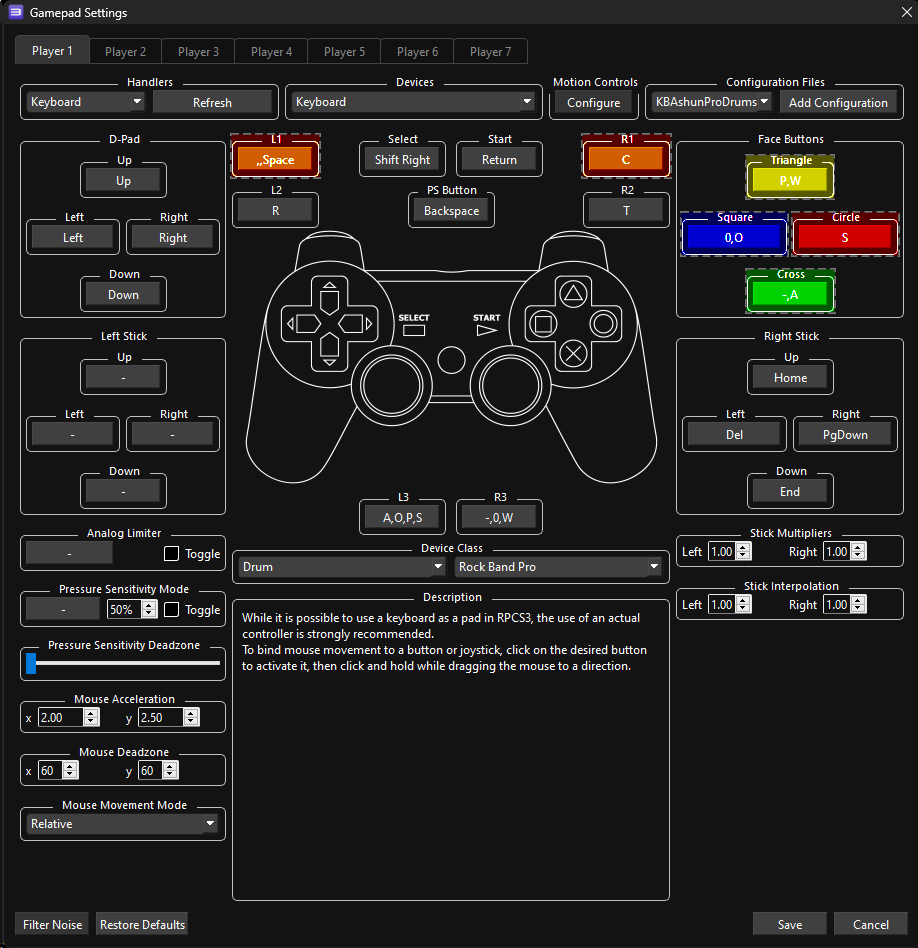 Gamepad Settings
Player 1 Player 2 Player 3 Player 4 Player 5 Player 6 Player 7
Handlers Devices Motion Controls Configuration Files
Keyboard Refresh Keyboard Configure KBAshunProDrums Add Configuration
D-Pad L1 Select Start R1 Face Buttons
Up ,,Space Shift Right Return C Triangle
Up P,W
L2 PS Button R2
R Backspace T
Left Right Square Circle
Left Right 0,O S
Down Cross
Down -,A
SELECT START
Left Stick Right Stick
Up Up
- Home
Left Right Left Right
- - Del PgDown
Down Down
- End
L3 R3
A,O,P,S -,0,W
Analog Limiter Stick Multipliers
- Toggle Left 1.00 Right 1.00
Device Class
Drum Rock Band Pro
Pressure Sensitivity Mode Stick Interpolation
- 50% Toggle Left 1.00 Right 1.00
Description
While it is possible to use a keyboard as a pad in RPCS3, the use of an actual
controller is strongly recommended.
To bind mouse movement to a button or joystick, click on the desired button
to activate it, then click and hold while dragging the mouse to a direction.
Pressure Sensitivity Deadzone
Mouse Acceleration
x 2.00 y 2.50
Mouse Deadzone
x 60 y 60
Mouse Movement Mode
Relative
Filter Noise Restore Defaults Save Cancel